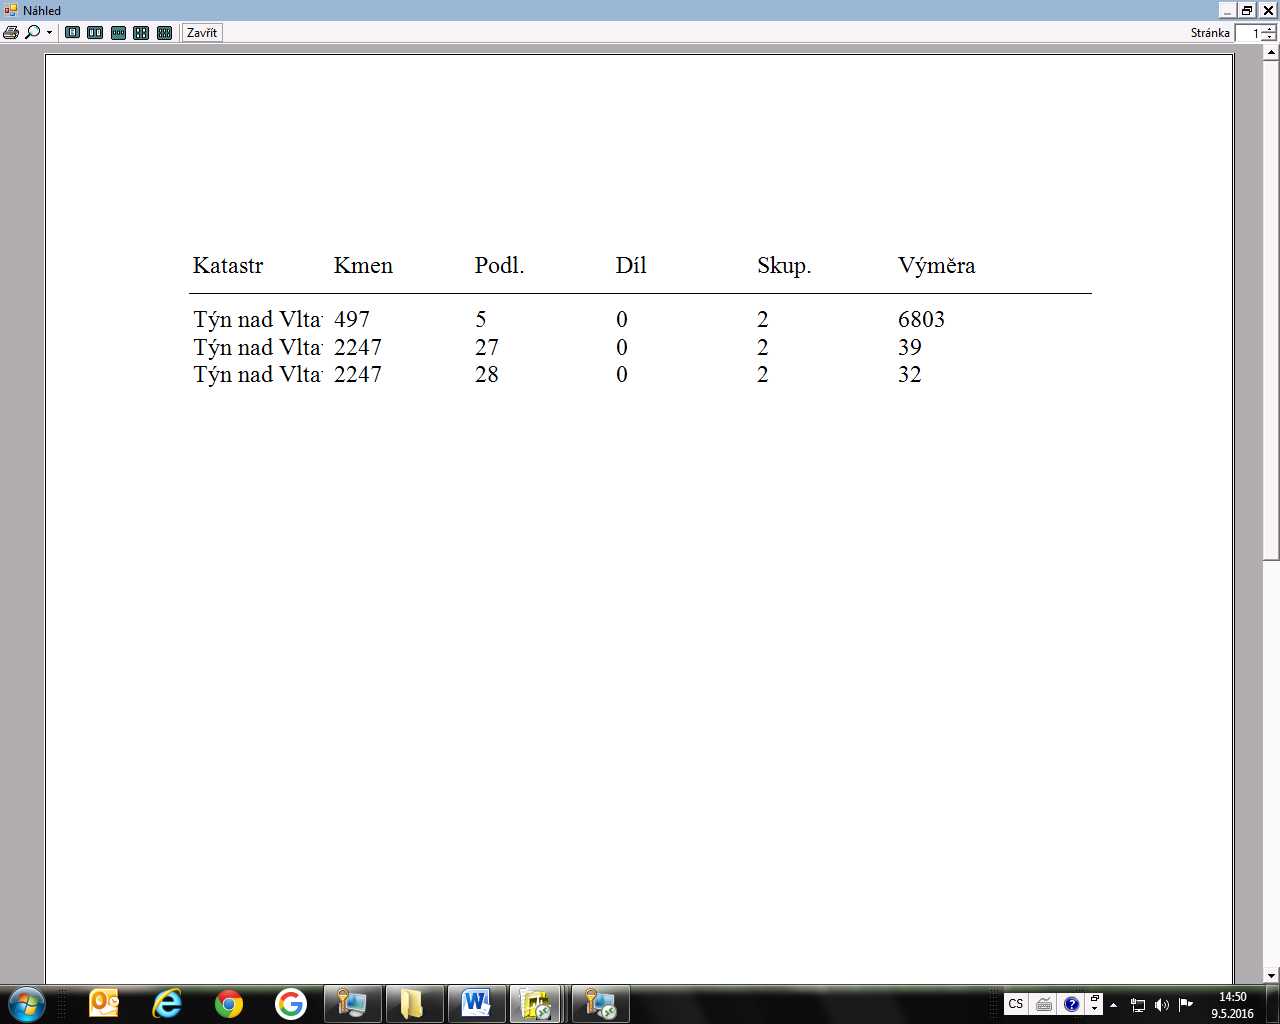 Náhled
Zavřít
Stránka 1
Katastr Kmen Podl. Díl Skup. Výměra
Týn nad Vlta 497 5 0 2 6803
Týn nad Vlta 2247 27 0 2 39
Týn nad Vlta 2247 28 0 2 32
CS
14:50
9.5.2016